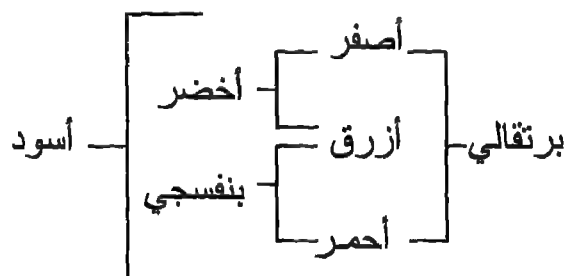 أصفر
أخضر
برتقالي
أزرق
أسود
بنفسجي
أحمر